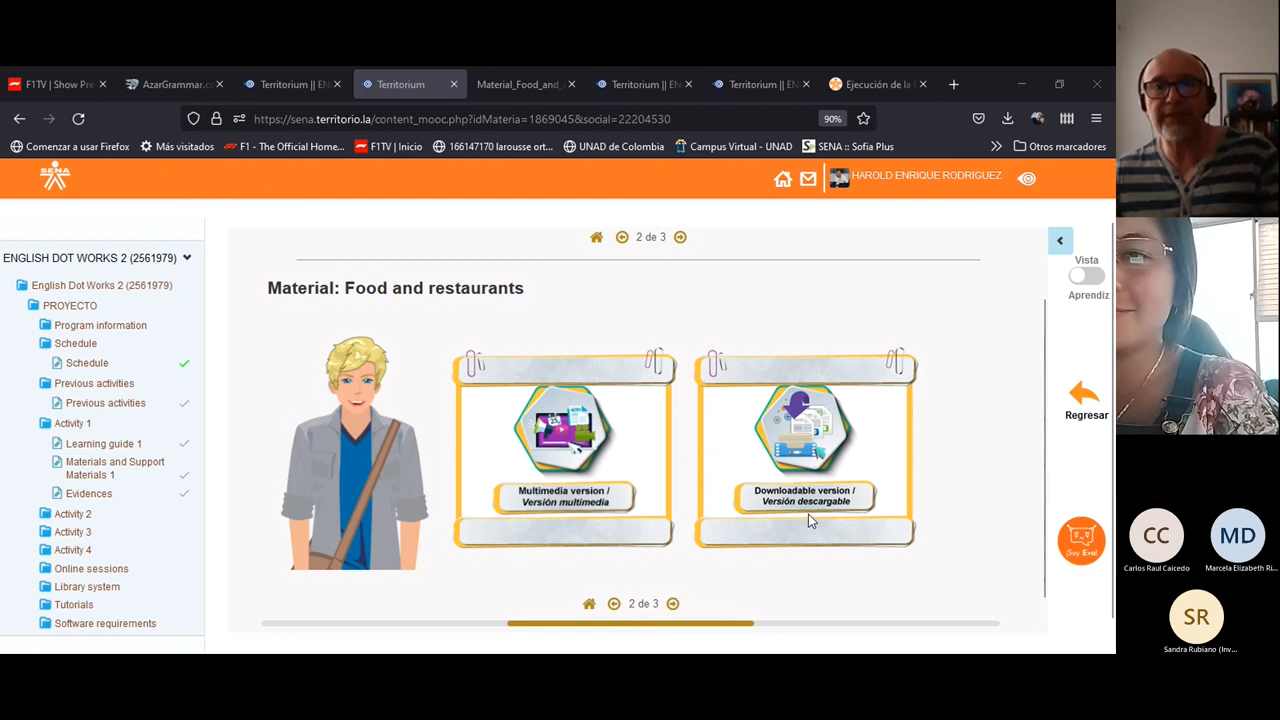 F1TV | Show Pre
AzarGrammar.c
Territorium || EN
Territorium
Material_Food_and_
Territorium || EN
Territorium || EN
Ejecución de la f
https://sena.territorio.la/content_mooc.php?idMateria=1869045&social=22204530
90%
Comenzar a usar Firefox
Más visitados
F1 - The Official Home...
F1TV | Inicio
166147170 larousse ort...
UNAD de Colombia
Campus Virtual - UNAD
SENA :: Sofia Plus
Otros marcadores
SENA
HAROLD ENRIQUE RODRIGUEZ
ENGLISH DOT WORKS 2 (2561979)
English Dot Works 2 (2561979)
PROYECTO
Program information
Schedule
Schedule
Previous activities
Previous activities
Activity 1
Learning guide 1
Materials and Support
Materials 1
Evidences
Activity 2
Activity 3
Activity 4
Online sessions
Library system
Tutorials
Software requirements
2 de 3
Material: Food and restaurants
Multimedia version /
Versión multimedia
Downloadable version /
Versión descargable
2 de 3
Vista
Aprendiz
Regresar
¡Soy Eva!
CC
Carlos Raul Caicedo
MD
Marcela Elizabeth Ri...
SR
Sandra Rubiano (Inv...